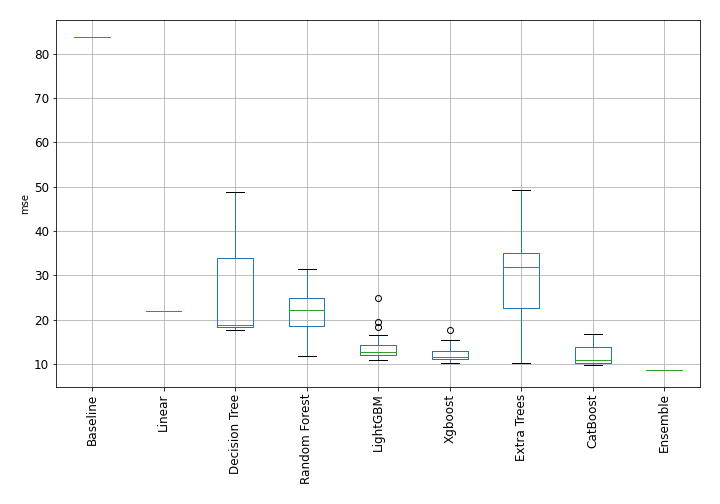 80
70
60
50
40
30
20
10
mse
Baseline
Linear
Decision Tree
Random Forest
LightGBM
Xgboost
Extra Trees
CatBoost
Ensemble